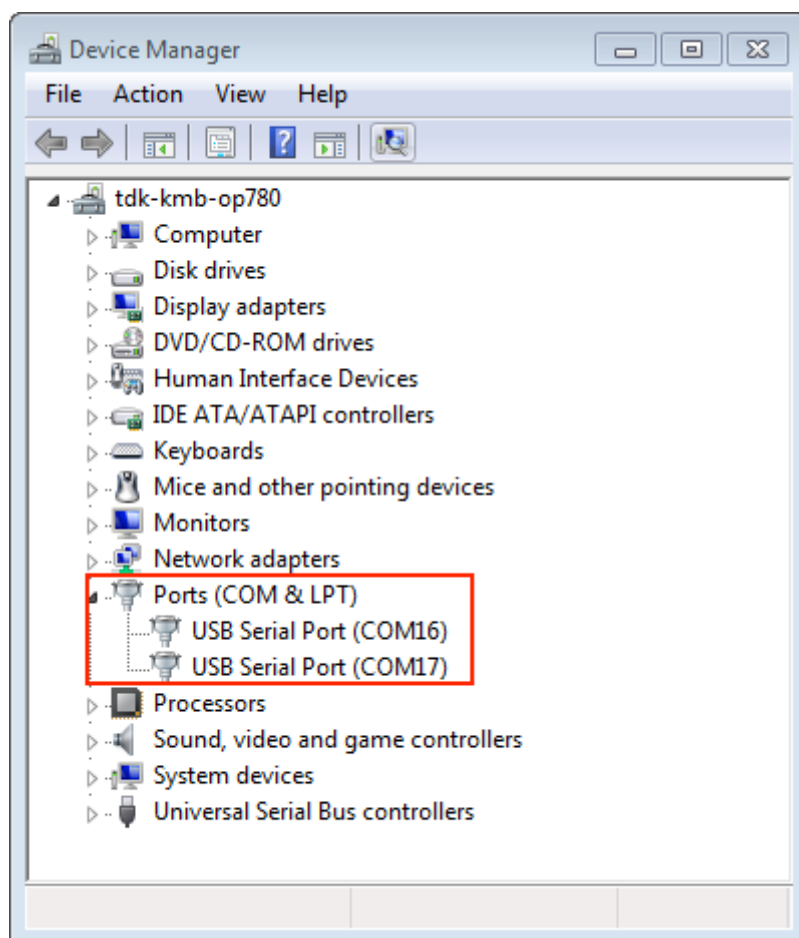 Device Manager
File Action View Help
tdk-kmb-op780
Computer
Disk drives
Display adapters
DVD/CD-ROM drives
Human Interface Devices
IDE ATA/ATAPI controllers
Keyboards
Mice and other pointing devices
Monitors
Network adapters
Ports (COM & LPT)
USB Serial Port (COM16)
USB Serial Port (COM17)
Processors
Sound, video and game controllers
System devices
Universal Serial Bus controllers